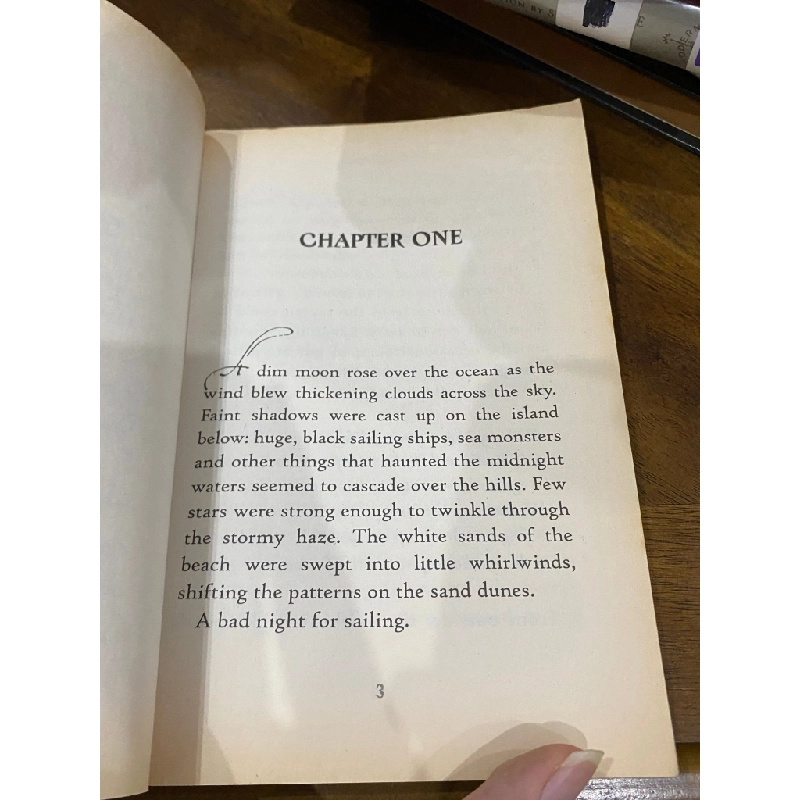 CHAPTER ONE
A dim moon rose over the ocean as the
wind blew thickening clouds across the sky.
Faint shadows were cast up on the island
below: huge, black sailing ships, sea monsters
and other things that haunted the midnight
waters seemed to cascade over the hills. Few
stars were strong enough to twinkle through
the stormy haze. The white sands of the
beach were swept into little whirlwinds,
shifting the patterns on the sand dunes.
A bad night for sailing.
3